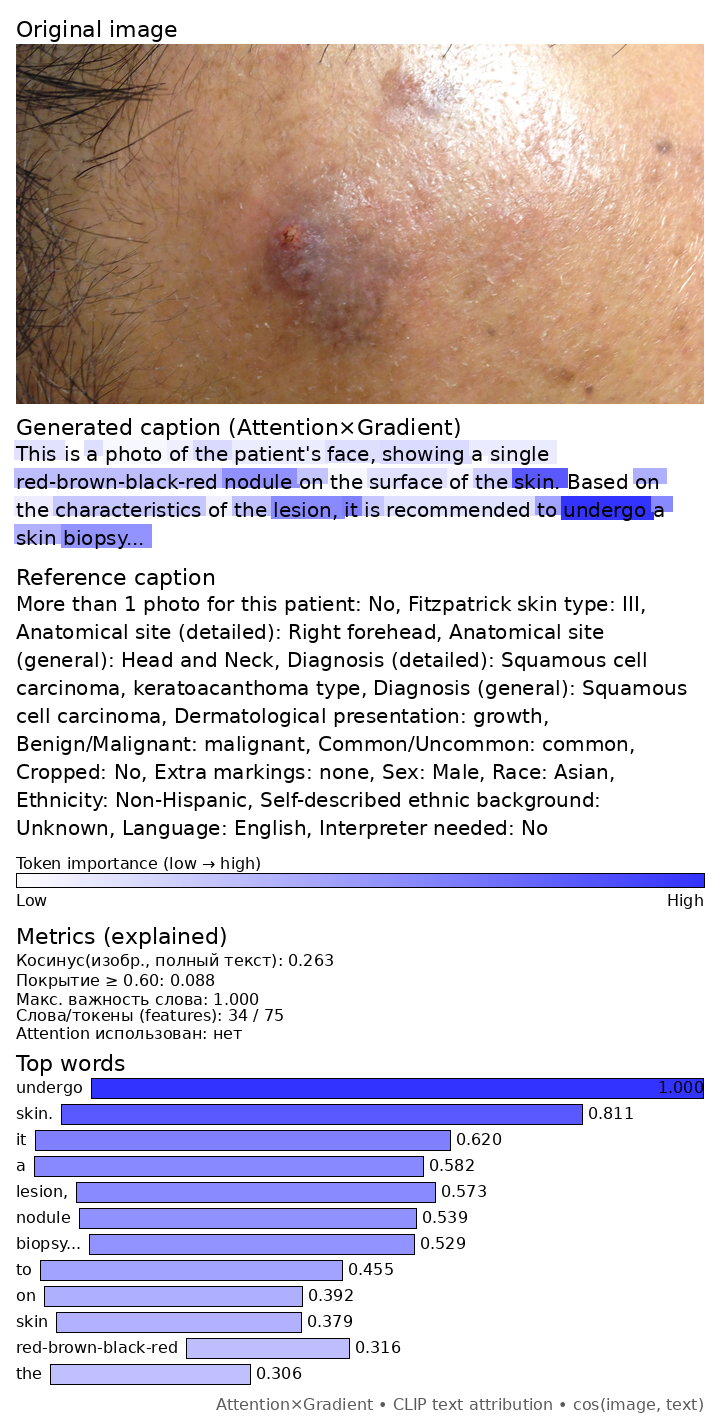 Original image
Generated caption (Attention×Gradient)
This is a photo of the patient's face, showing a single
red-brown-black-red nodule on the surface of the skin. Based on
the characteristics of the lesion, it is recommended to undergo a
skin biopsy...
Reference caption
More than 1 photo for this patient: No, Fitzpatrick skin type: III,
Anatomical site (detailed): Right forehead, Anatomical site
(general): Head and Neck, Diagnosis (detailed): Squamous cell
carcinoma, keratoacanthoma type, Diagnosis (general): Squamous
cell carcinoma, Dermatological presentation: growth,
Benign/Malignant: malignant, Common/Uncommon: common,
Cropped: No, Extra markings: none, Sex: Male, Race: Asian,
Ethnicity: Non-Hispanic, Self-described ethnic background:
Unknown, Language: English, Interpreter needed: No
Token importance (low → high)
Low High
Metrics (explained)
Косинус(изобр., полный текст): 0.263
Покрытие ≥ 0.60: 0.088
Макс. важность слова: 1.000
Слова/токены (features): 34 / 75
Attention использован: нет
Top words
undergo 1.000
skin. 0.811
it 0.620
a 0.582
lesion, 0.573
nodule 0.539
biopsy... 0.529
to 0.455
on 0.392
skin 0.379
red-brown-black-red 0.316
the 0.306
Attention×Gradient • CLIP text attribution • cos(image, text)